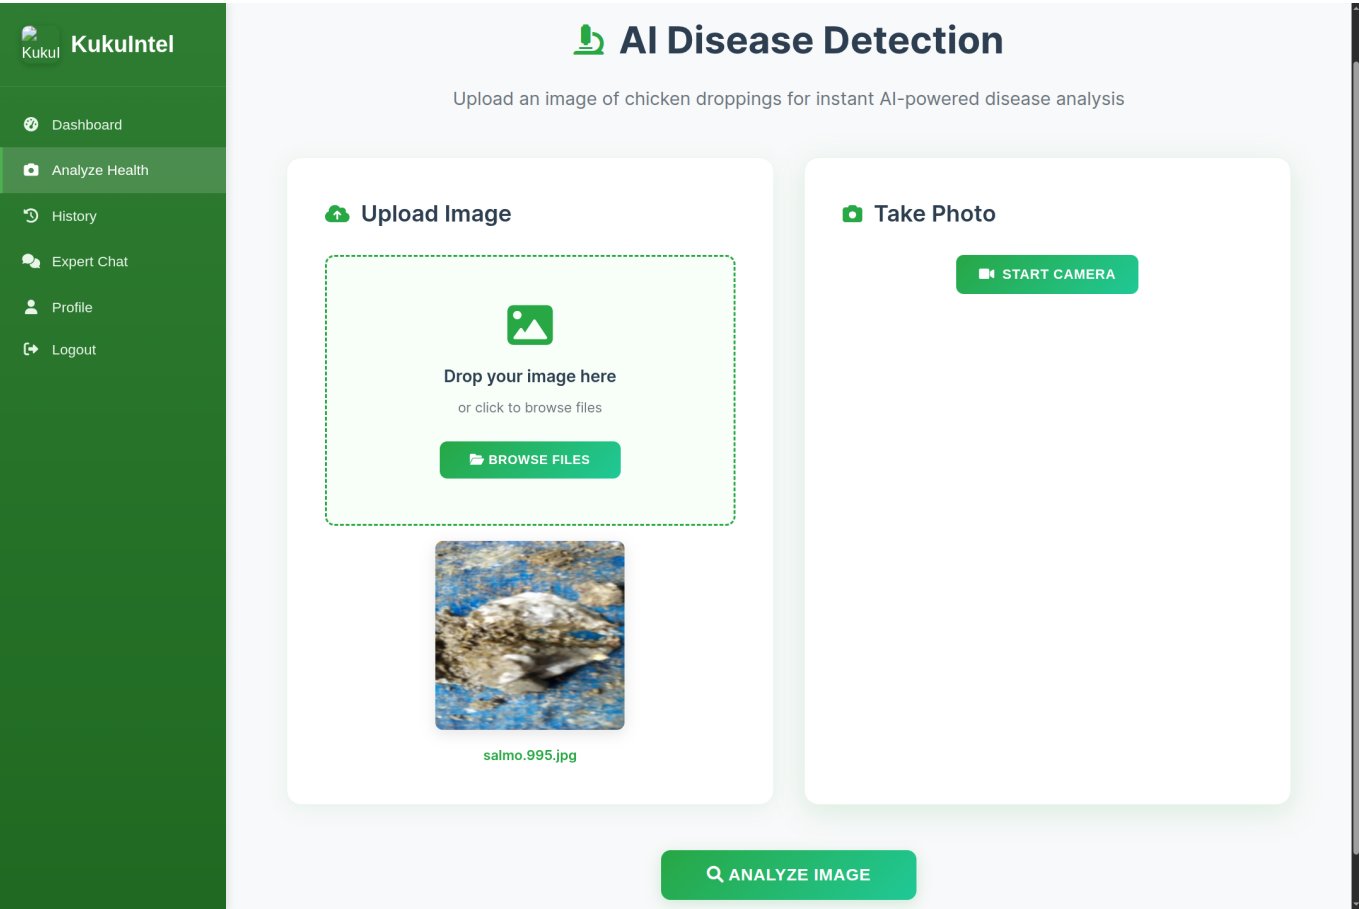 Kukul
KukuIntel
Dashboard
Analyze Health
History
Expert Chat
Profile
Logout
AI Disease Detection
Upload an image of chicken droppings for instant AI-powered disease analysis
Upload Image
Drop your image here
or click to browse files
BROWSE FILES
salmo.995.jpg
Take Photo
START CAMERA
ANALYZE IMAGE